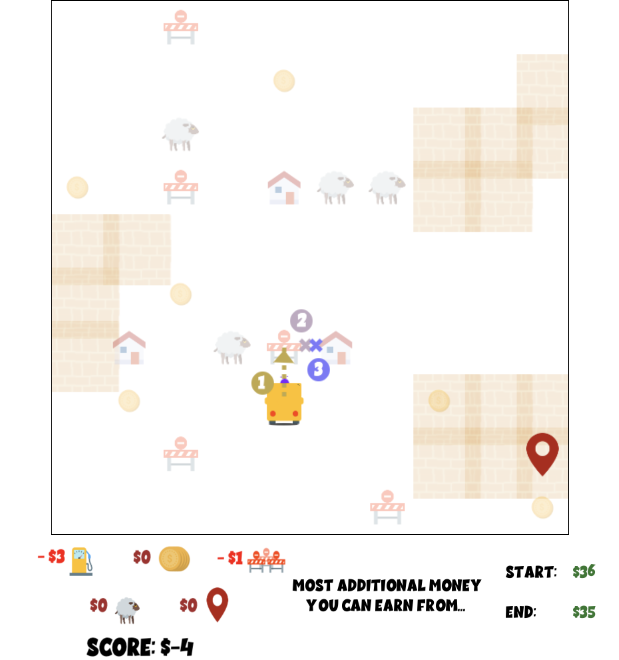 2
3
1
- $3
$0
- $1
$0
$0
SCORE: $-4
MOST ADDITIONAL MONEY
YOU CAN EARN FROM...
START: $36
END: $35